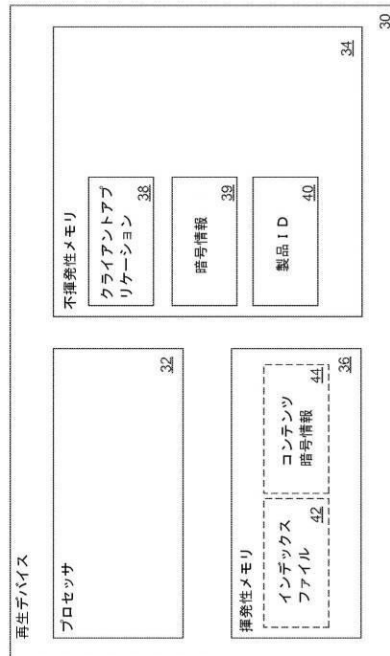 再生デバイス
30
プロセッサ
32
不揮発性メモリ
34
クライアントアプ
リケーション
38
暗号情報
39
製品ID
40
揮発性メモリ
36
インデックス
ファイル
42
コンテンツ
暗号情報
44